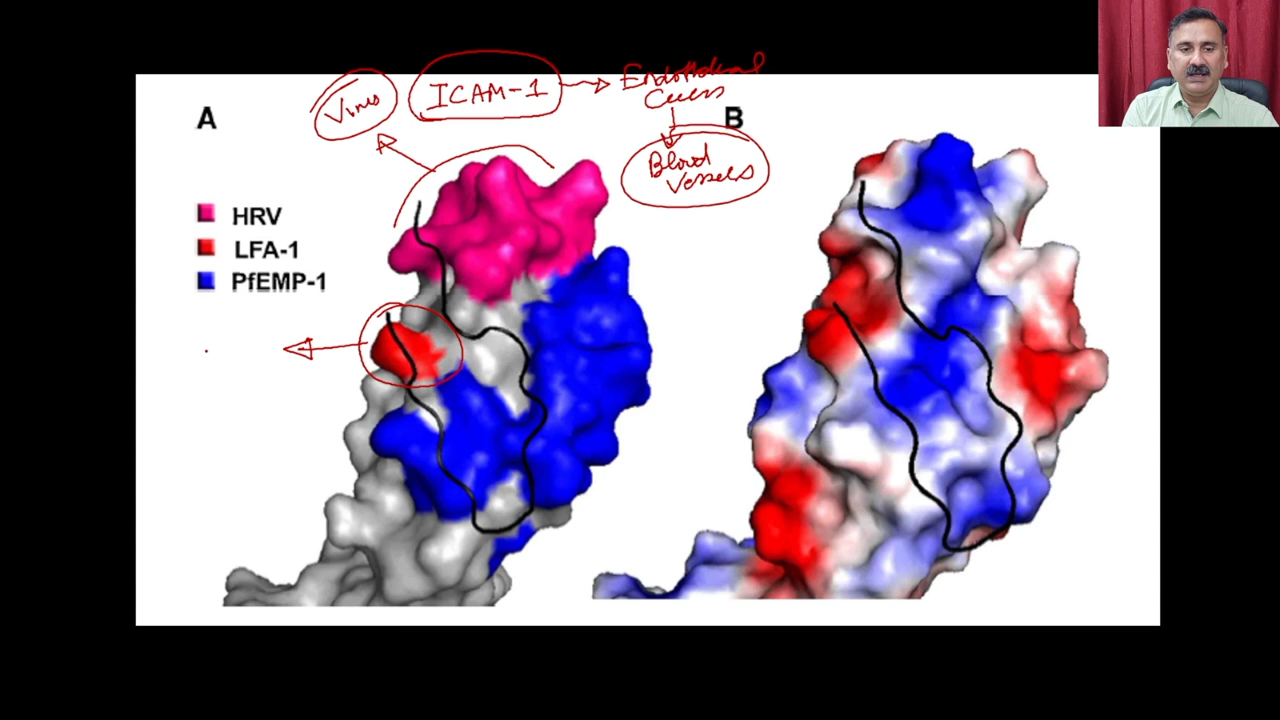 Virus
ICAM-1
Endothelial
Cells
Blood
Vessels
A
B
HRV
LFA-1
PfEMP-1